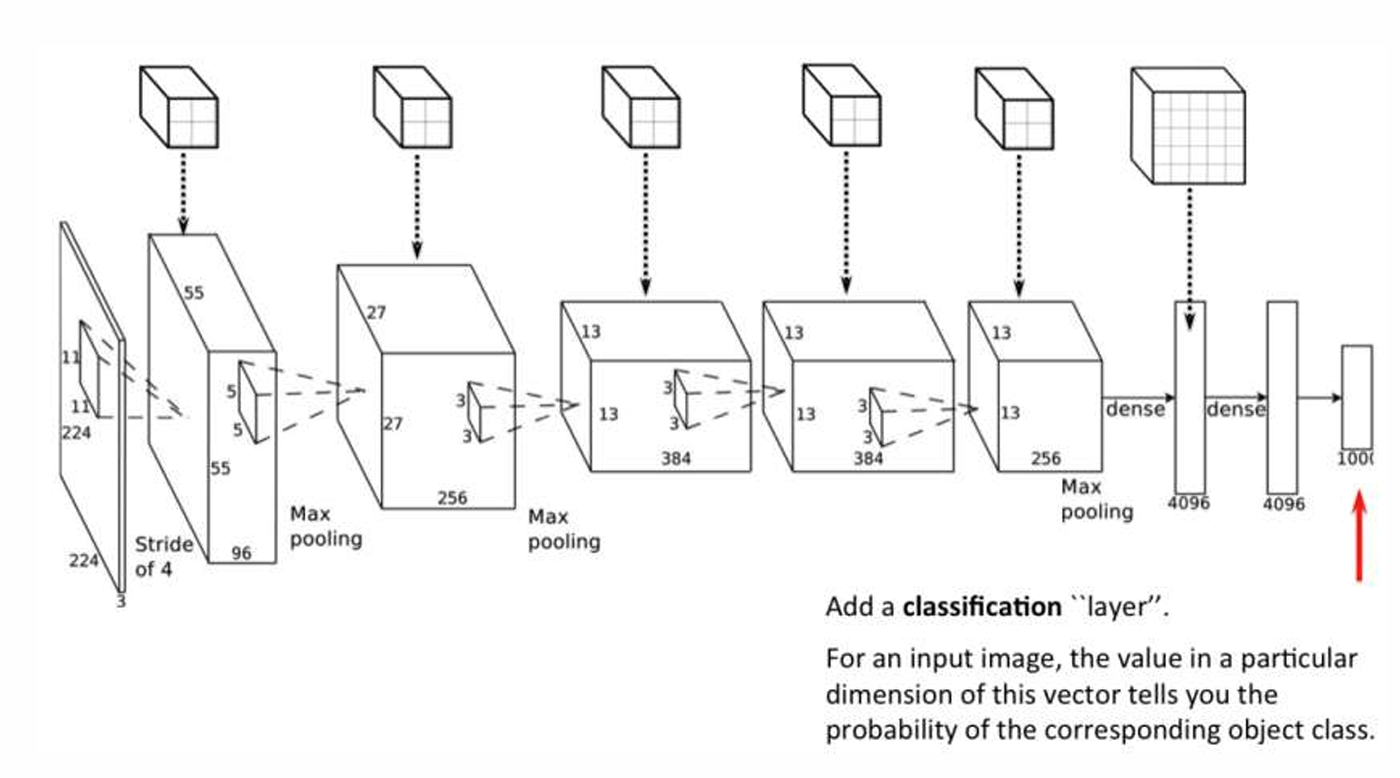 55
11
11
224
224
3
Stride
of 4
55
96
5
5
Max
pooling
27
27
256
3
3
Max
pooling
13
13
384
3
3
13
13
384
3
3
13
13
256
Max
pooling
dense
4096
dense
4096
Add a classification ``layer’’.
For an input image, the value in a particular
dimension of this vector tells you the
probability of the corresponding object class.